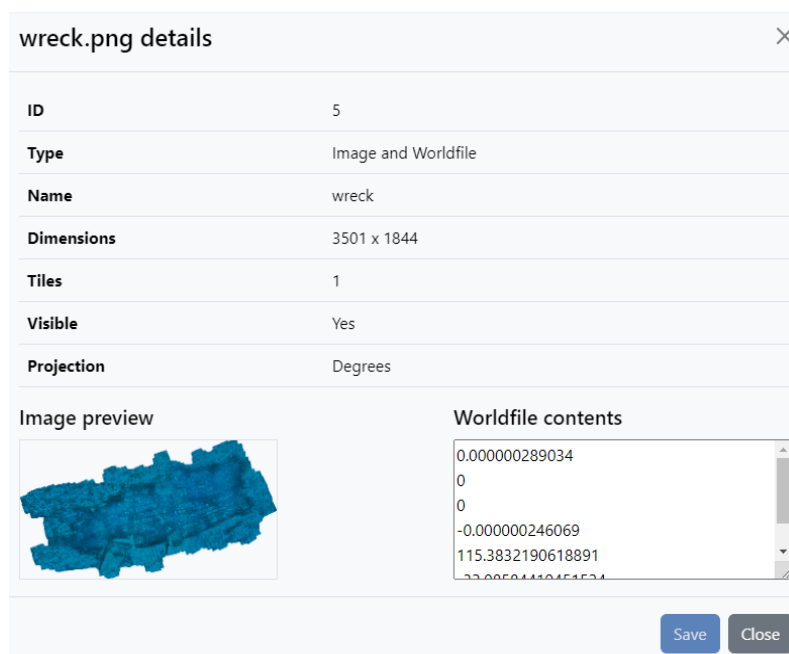 wreck.png details
ID 5
Type Image and Worldfile
Name wreck
Dimensions 3501 x 1844
Tiles 1
Visible Yes
Projection Degrees
Image preview Worldfile contents
0.000000289034
0
0
-0.000000246069
115.3832190618891
Save Close